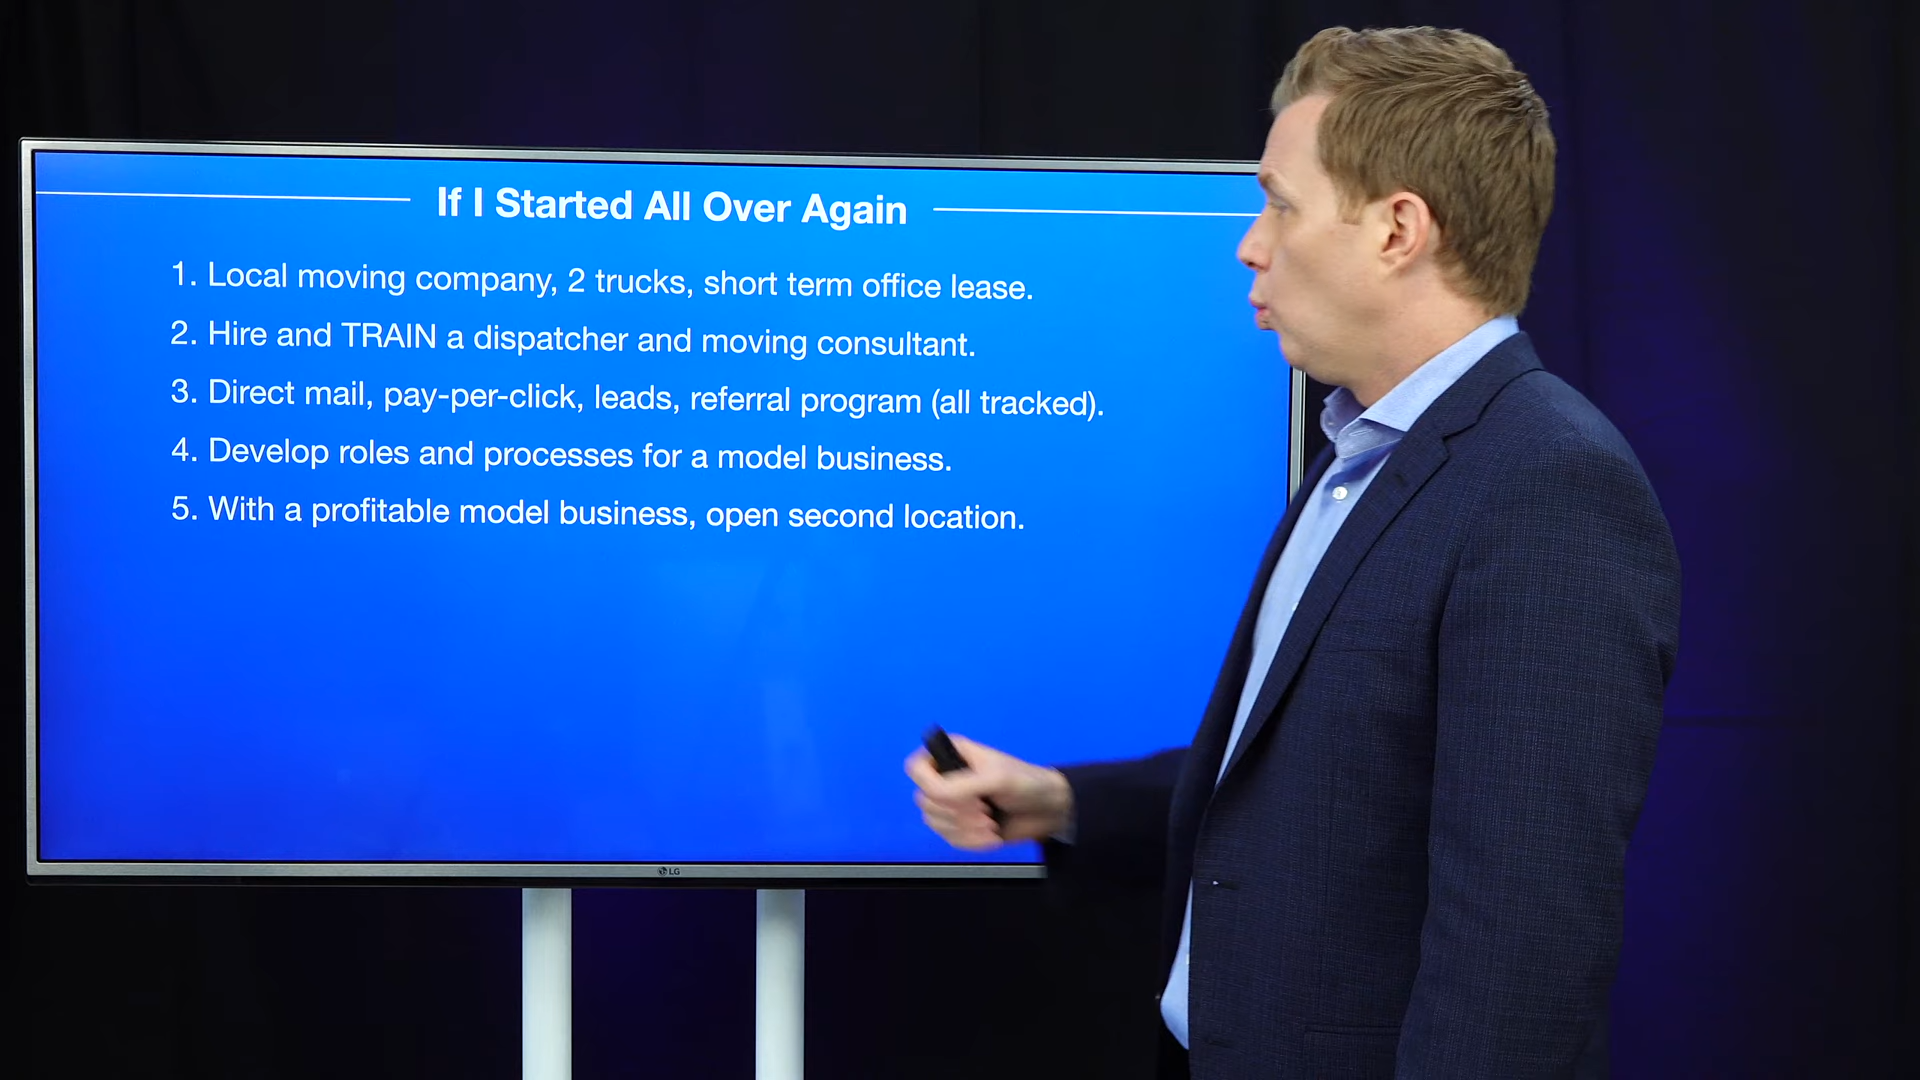 If I Started All Over Again
1. Local moving company, 2 trucks, short term office lease.
2. Hire and TRAIN a dispatcher and moving consultant.
3. Direct mail, pay-per-click, leads, referral program (all tracked).
4. Develop roles and processes for a model business.
5. With a profitable model business, open second location.
LG